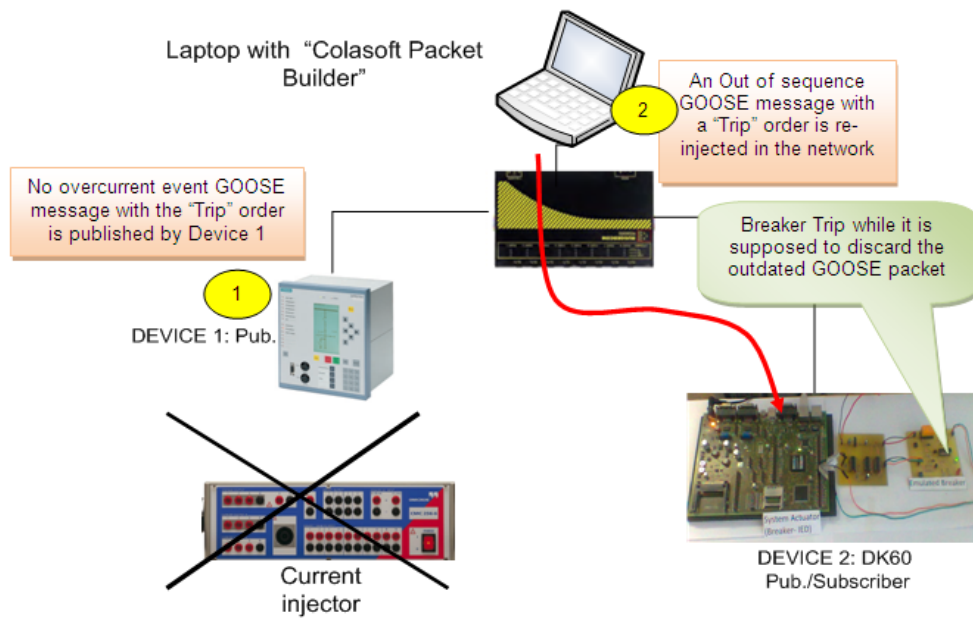 Laptop with “Colasoft Packet
Builder”
2
An Out of sequence
GOOSE message with
a “Trip” order is re-
injected in the network
No overcurrent event GOOSE
message with the “Trip” order
is published by Device 1
Breaker Trip while it is
supposed to discard the
outdated GOOSE packet
1
DEVICE 1: Pub.
Emulated Breaker
System Actuator
(Breaker- IED)
DEVICE 2: DK60
Pub./Subscriber
Current
injector